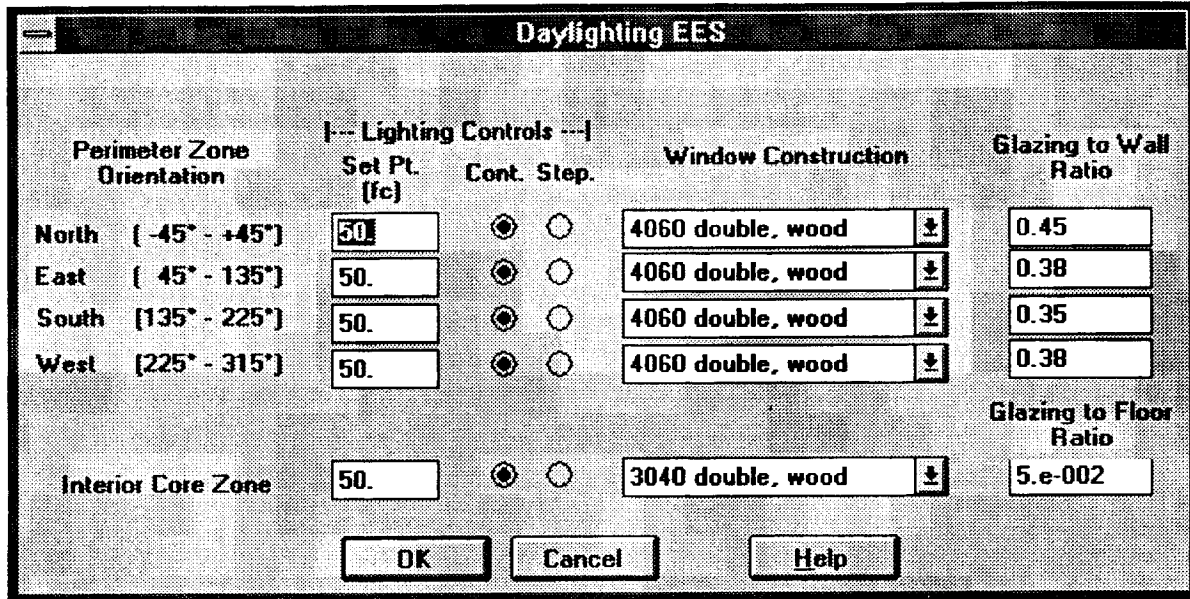 Daylighting EES
|--- Lighting Controls ---|
Perimeter Zone Orientation
Set Pt. (fc)
Cont. Step.
Window Construction
Glazing to Wall Ratio
North ( -45° - +45°) 50. 4060 double, wood 0.45
East ( 45° - 135°) 50. 4060 double, wood 0.38
South (135° - 225°) 50. 4060 double, wood 0.35
West (225° - 315°) 50. 4060 double, wood 0.38
Glazing to Floor Ratio
Interior Core Zone 50. 3040 double, wood 5.e-002
OK Cancel Help